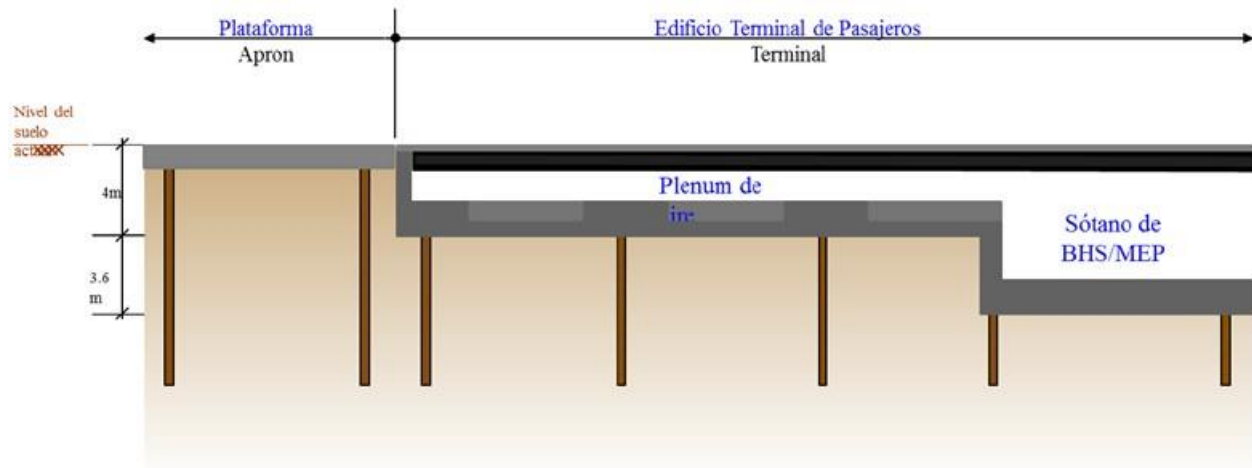 Plataforma
Apron
Edificio Terminal de Pasajeros
Terminal
Nivel del
suelo
4m
Plenum de
ire
Sótano de
BHS/MEP
3.6
m